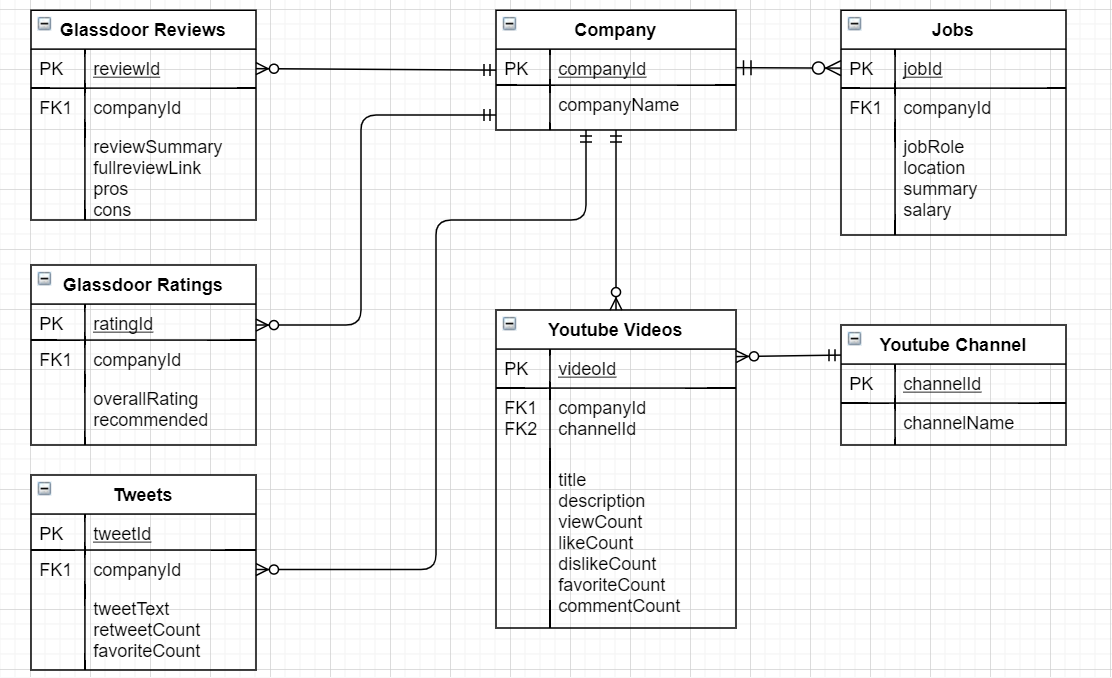 Glassdoor Reviews
PK reviewId
FK1 companyId
reviewSummary
fullreviewLink
pros
cons
Company
PK companyId
companyName
Jobs
PK jobId
FK1 companyId
jobRole
location
summary
salary
Glassdoor Ratings
PK ratingId
FK1 companyId
overallRating
recommended
Youtube Videos
PK videoId
FK1 companyId
FK2 channelId
title
description
viewCount
likeCount
dislikeCount
favoriteCount
commentCount
Youtube Channel
PK channelId
channelName
Tweets
PK tweetId
FK1 companyId
tweetText
retweetCount
favoriteCount